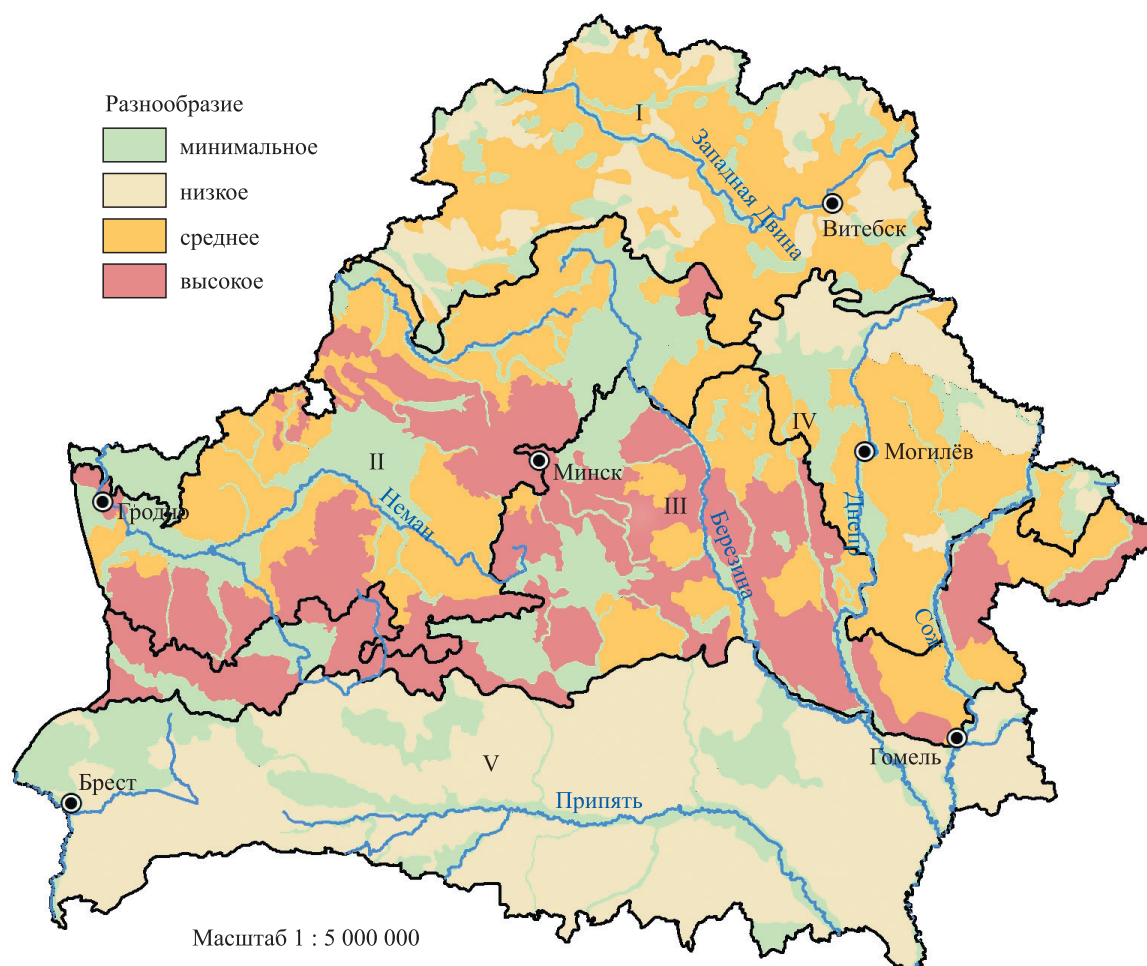 Разнообразие
минимальное
низкое
среднее
высокое
I
Западная Двина
Витебск
IV
II
Минск
Могилёв
Гродно
Неман
III
Березина
Днепр
Сож
Гомель
V
Брест
Припять
Масштаб 1 : 5 000 000